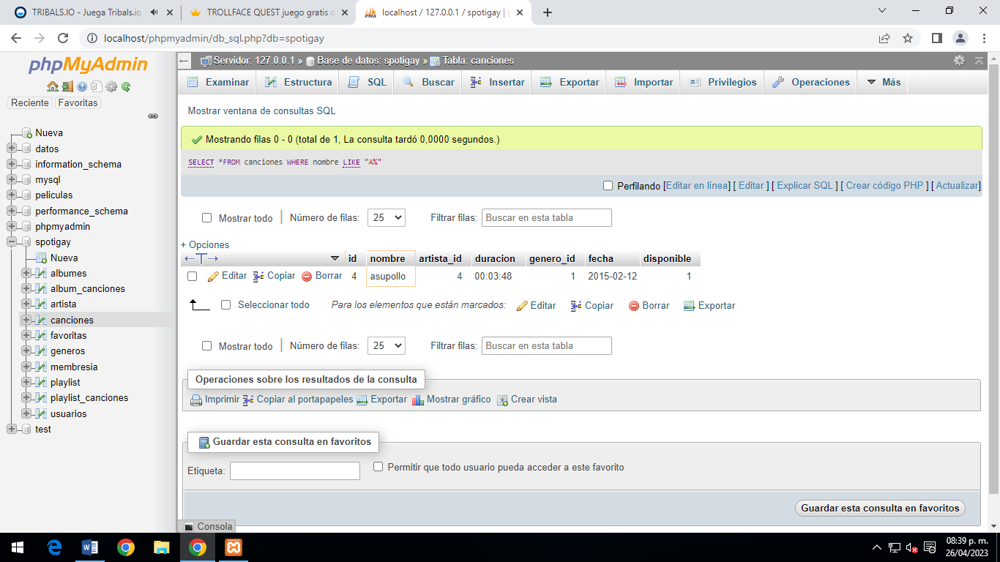 TRIBALS.IO - Juega Tribals.io
TROLLFACE QUEST juego gratis
localhost / 127.0.0.1 / spotigay |
localhost/phpmyadmin/db_sql.php?db=spotigay
phpMyAdmin
Reciente Favoritas
Nueva
datos
information_schema
mysql
peliculas
performance_schema
phpmyadmin
spotigay
Nueva
albumes
album_canciones
artista
canciones
favoritas
generos
membresia
playlist
playlist_canciones
usuarios
test
Servidor: 127.0.0.1 » Base de datos: spotigay » Tabla: canciones
Examinar Estructura SQL Buscar Insertar Exportar Importar Privilegios Operaciones Más
Mostrar ventana de consultas SQL
Mostrando filas 0 - 0 (total de 1, La consulta tardó 0,0000 segundos.)
SELECT *FROM canciones WHERE nombre LIKE "A%"
Perfilando [Editar en línea] [ Editar ] [ Explicar SQL ] [ Crear código PHP ] [ Actualizar]
Mostrar todo | Número de filas: 25 Filtrar filas: Buscar en esta tabla
+ Opciones
←T→ id nombre artista_id duracion genero_id fecha disponible
Editar Copiar Borrar 4 asupollo 4 00:03:48 1 2015-02-12 1
Seleccionar todo Para los elementos que están marcados: Editar Copiar Borrar Exportar
Mostrar todo | Número de filas: 25 Filtrar filas: Buscar en esta tabla
Operaciones sobre los resultados de la consulta
Imprimir Copiar al portapapeles Exportar Mostrar gráfico Crear vista
Guardar esta consulta en favoritos
Etiqueta: Permitir que todo usuario pueda acceder a este favorito
Guardar esta consulta en favoritos
Consola
08:39 p. m.
26/04/2023